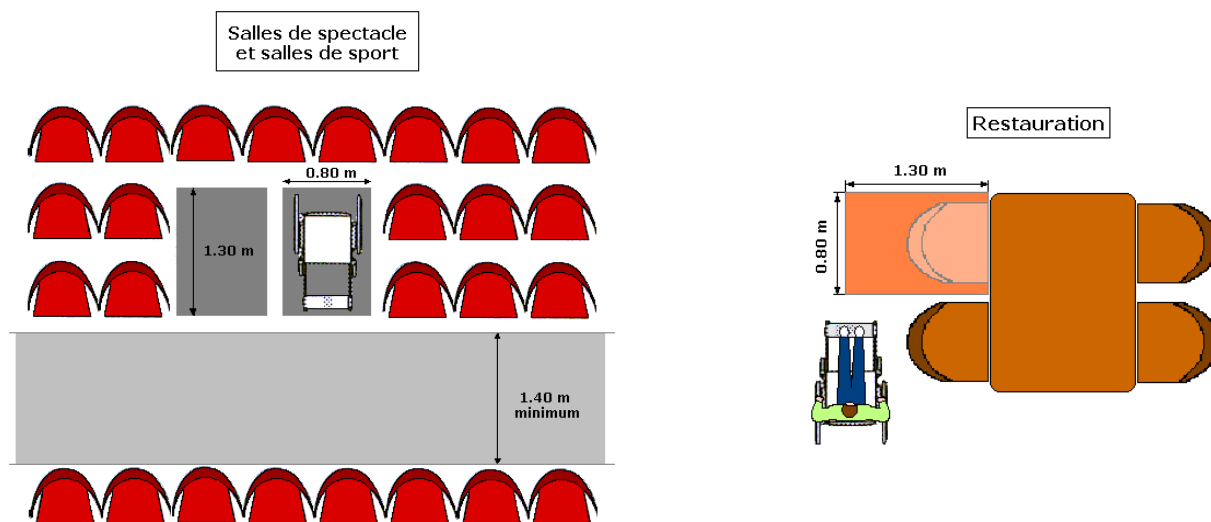 Salles de spectacle
et salles de sport
0.80 m
1.30 m
1.40 m
minimum
Restauration
1.30 m
0.80 m